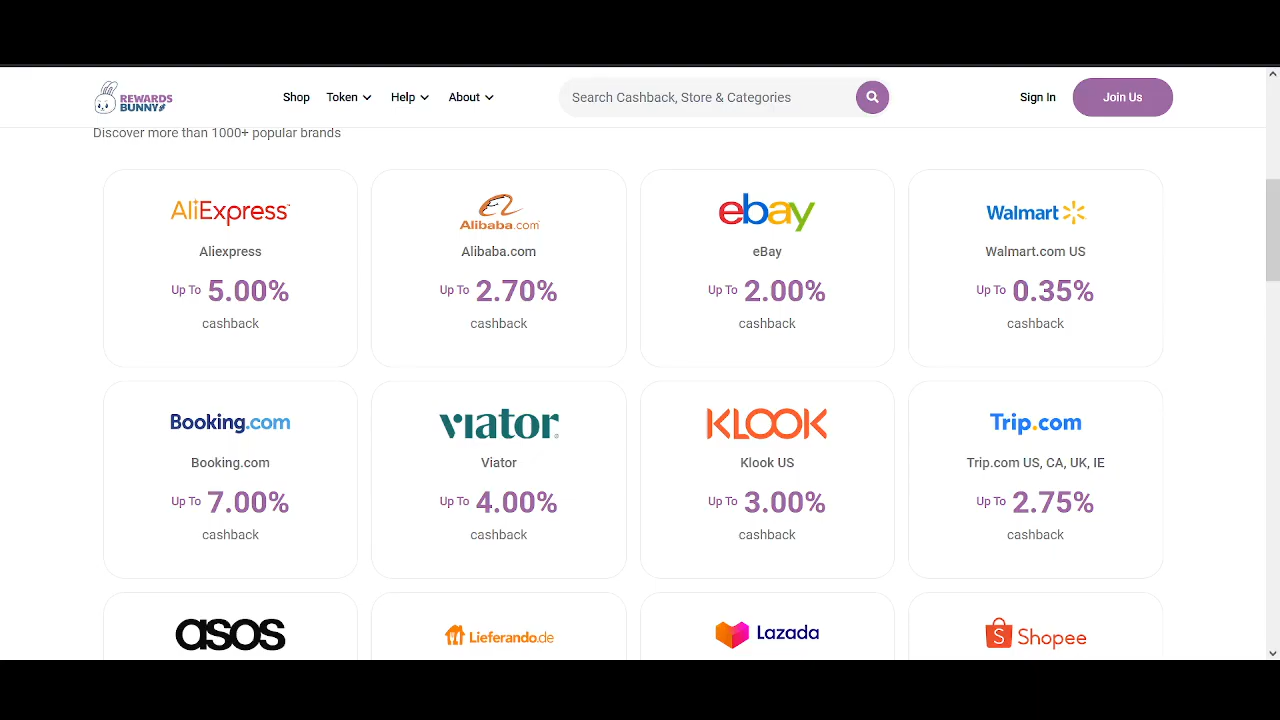 REWARDS
BUNNY
Shop Token Help About Search Cashback, Store & Categories Sign In Join Us
Discover more than 1000+ popular brands
AliExpress™ Alibaba.com ebay Walmart
Aliexpress Alibaba.com eBay Walmart.com US
Up To 5.00% Up To 2.70% Up To 2.00% Up To 0.35%
cashback cashback cashback cashback
Booking.com viator KLOOK Trip.com
Booking.com Viator Klook US Trip.com US, CA, UK, IE
Up To 7.00% Up To 4.00% Up To 3.00% Up To 2.75%
cashback cashback cashback cashback
asos Lieferando.de Lazada S Shopee